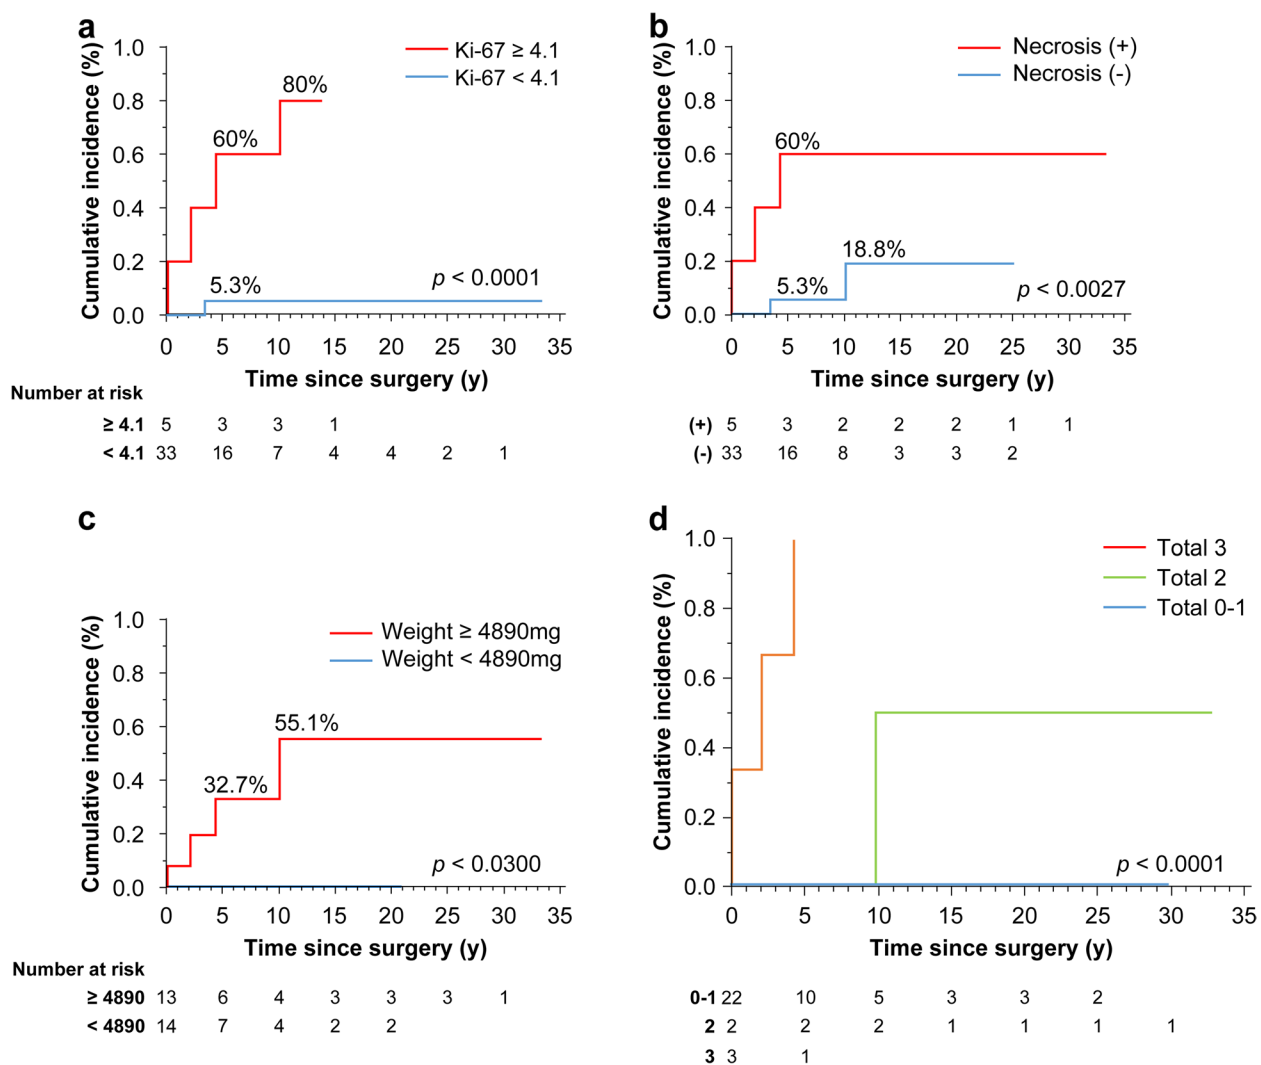 a
Cumulative incidence (%)
1.0
0.8
0.6
0.4
0.2
0.0
Ki-67 ≥ 4.1
Ki-67 < 4.1
80%
60%
5.3%
p < 0.0001
0 5 10 15 20 25 30 35
Time since surgery (y)
Number at risk
≥ 4.1 5 3 3 1
< 4.1 33 16 7 4 4 2 1
b
Cumulative incidence (%)
1.0
0.8
0.6
0.4
0.2
0.0
Necrosis (+)
Necrosis (-)
60%
18.8%
5.3%
p < 0.0027
0 5 10 15 20 25 30 35
Time since surgery (y)
(+) 5 3 2 2 2 1 1
(-) 33 16 8 3 3 2
c
Cumulative incidence (%)
1.0
0.8
0.6
0.4
0.2
0.0
Weight ≥ 4890mg
Weight < 4890mg
55.1%
32.7%
p < 0.0300
0 5 10 15 20 25 30 35
Time since surgery (y)
Number at risk
≥ 4890 13 6 4 3 3 3 1
< 4890 14 7 4 2 2
d
Cumulative incidence (%)
1.0
0.8
0.6
0.4
0.2
0.0
Total 3
Total 2
Total 0-1
p < 0.0001
0 5 10 15 20 25 30 35
Time since surgery (y)
0-1 22 10 5 3 3 2
2 2 2 2 1 1 1 1
3 3 1